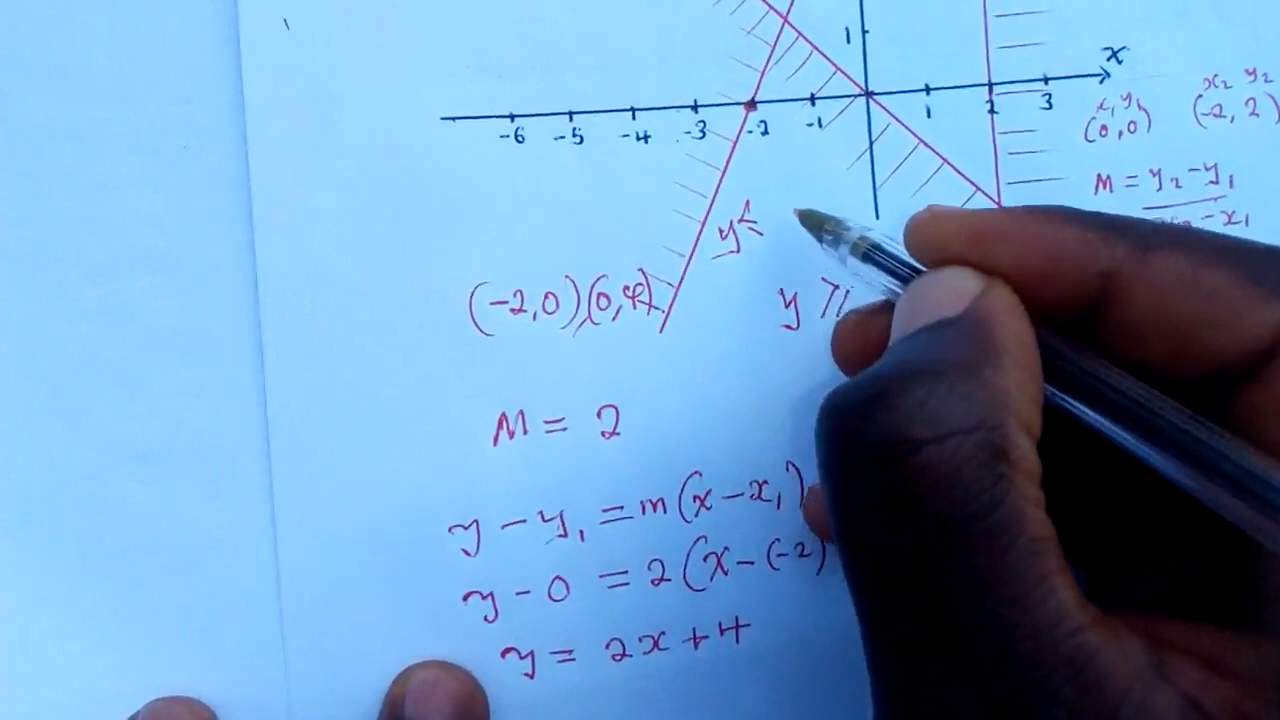 1
x
-6 -5 -4 -3 -2 -1 1 2 3
x₁ y₁ x₂ y₂
(0,0) (-2, 2)
M = y₂-y₁
-x₁
y≤
(-2,0)(0,4)
y ⩾
M = 2
y - y₁ = m(x - x₁)
y - 0 = 2(x - (-2)
y = 2x + 4